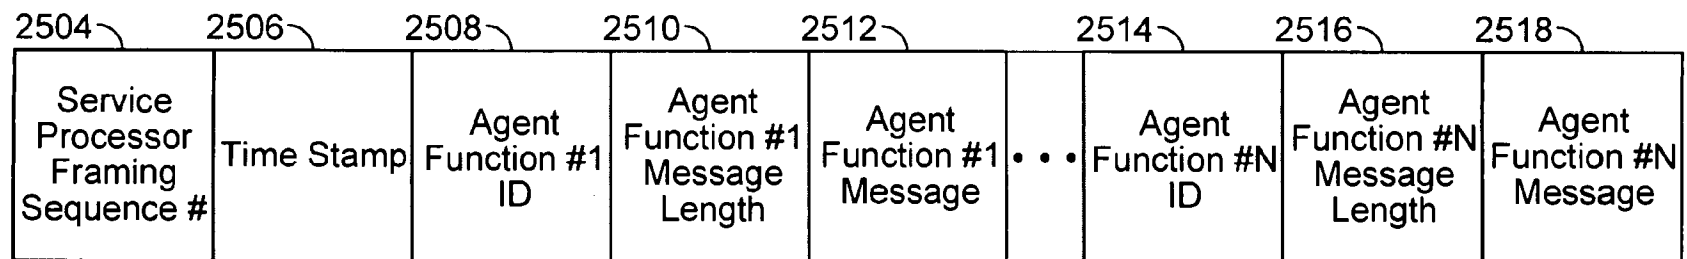 2504
2506
2508
2510
2512
2514
2516
2518
Service
Processor
Framing
Sequence #
Time Stamp
Agent
Function #1
ID
Agent
Function #1
Message
Length
Agent
Function #1
Message
• • •
Agent
Function #N
ID
Agent
Function #N
Message
Length
Agent
Function #N
Message